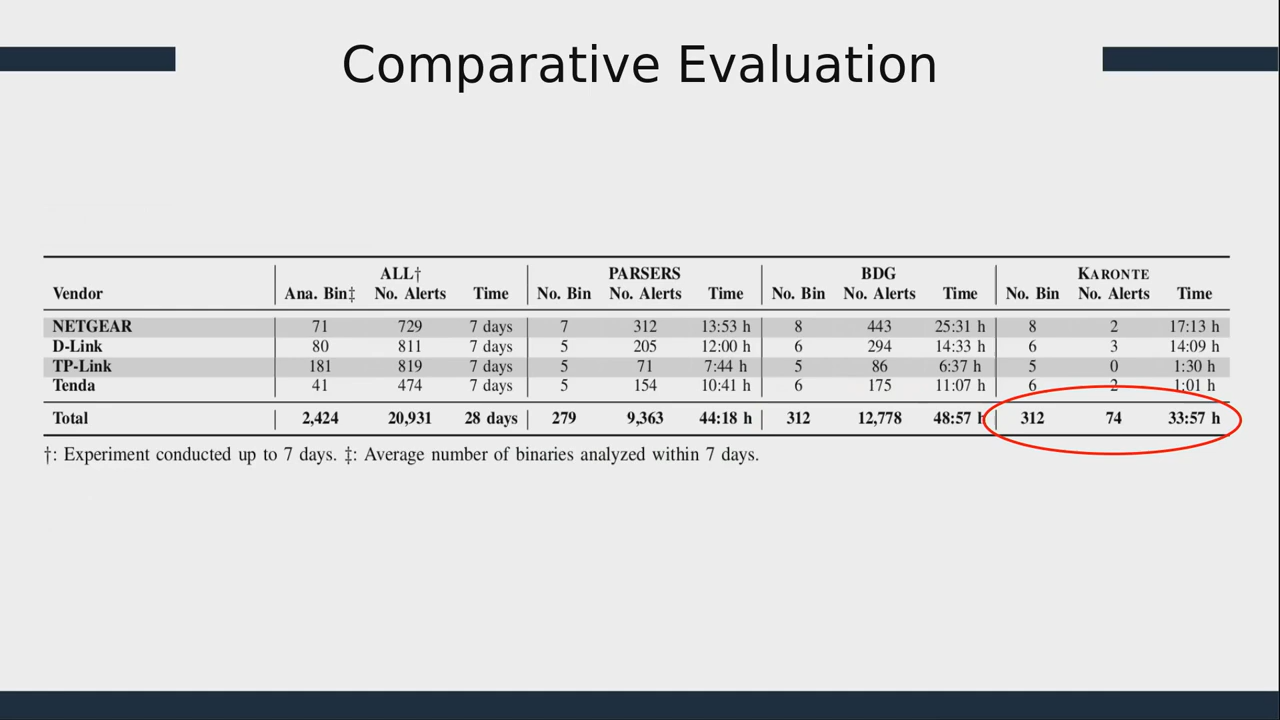 Comparative Evaluation
ALL† PARSERS BDG KARONTE
Vendor Ana. Bin‡ No. Alerts Time No. Bin No. Alerts Time No. Bin No. Alerts Time No. Bin No. Alerts Time
NETGEAR 71 729 7 days 7 312 13:53 h 8 443 25:31 h 8 2 17:13 h
D-Link 80 811 7 days 5 205 12:00 h 6 294 14:33 h 6 3 14:09 h
TP-Link 181 819 7 days 5 71 7:44 h 5 86 6:37 h 5 0 1:30 h
Tenda 41 474 7 days 5 154 10:41 h 6 175 11:07 h 6 2 1:01 h
Total 2,424 20,931 28 days 279 9,363 44:18 h 312 12,778 48:57 h 312 74 33:57 h
†: Experiment conducted up to 7 days. ‡: Average number of binaries analyzed within 7 days.